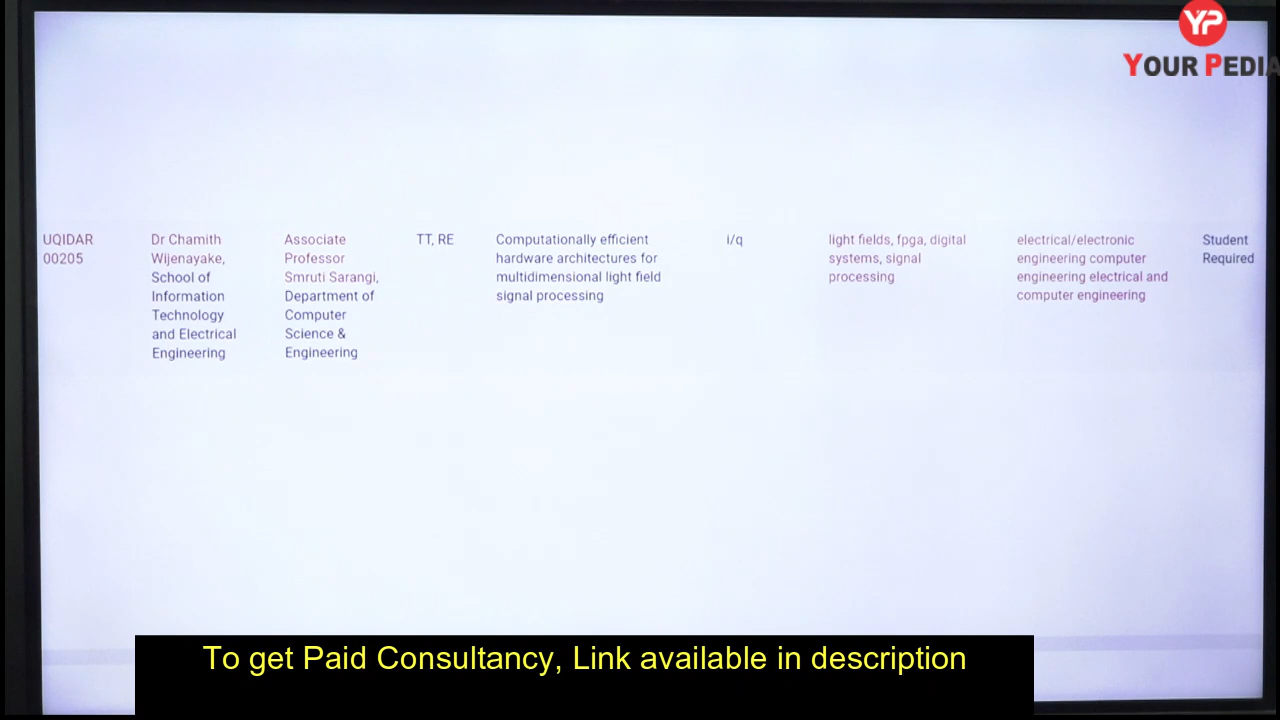 YP
YOUR PEDIA
UQIDAR
00205
Dr Chamith
Wijenayake,
School of
Information
Technology
and Electrical
Engineering
Associate
Professor
Smruti Sarangi,
Department of
Computer
Science &
Engineering
TT, RE
Computationally efficient
hardware architectures for
multidimensional light field
signal processing
i/q
light fields, fpga, digital
systems, signal
processing
electrical/electronic
engineering computer
engineering electrical and
computer engineering
Student
Required
To get Paid Consultancy, Link available in description